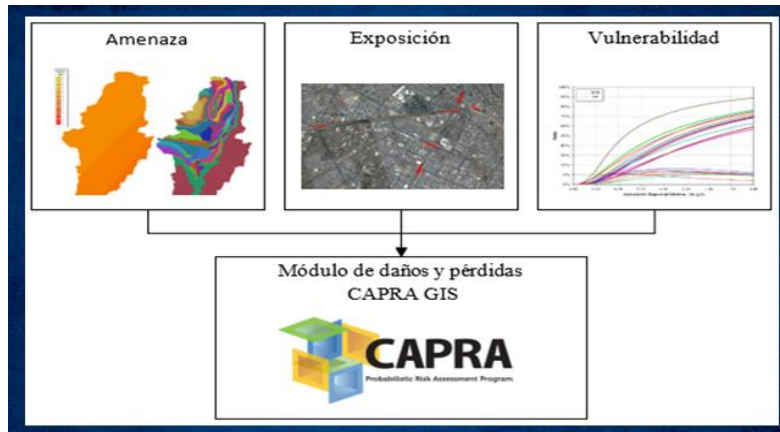 Amenaza
Exposición
Vulnerabilidad
Módulo de daños y pérdidas
CAPRA GIS
CAPRA
Probabilistic Risk Assessment Program